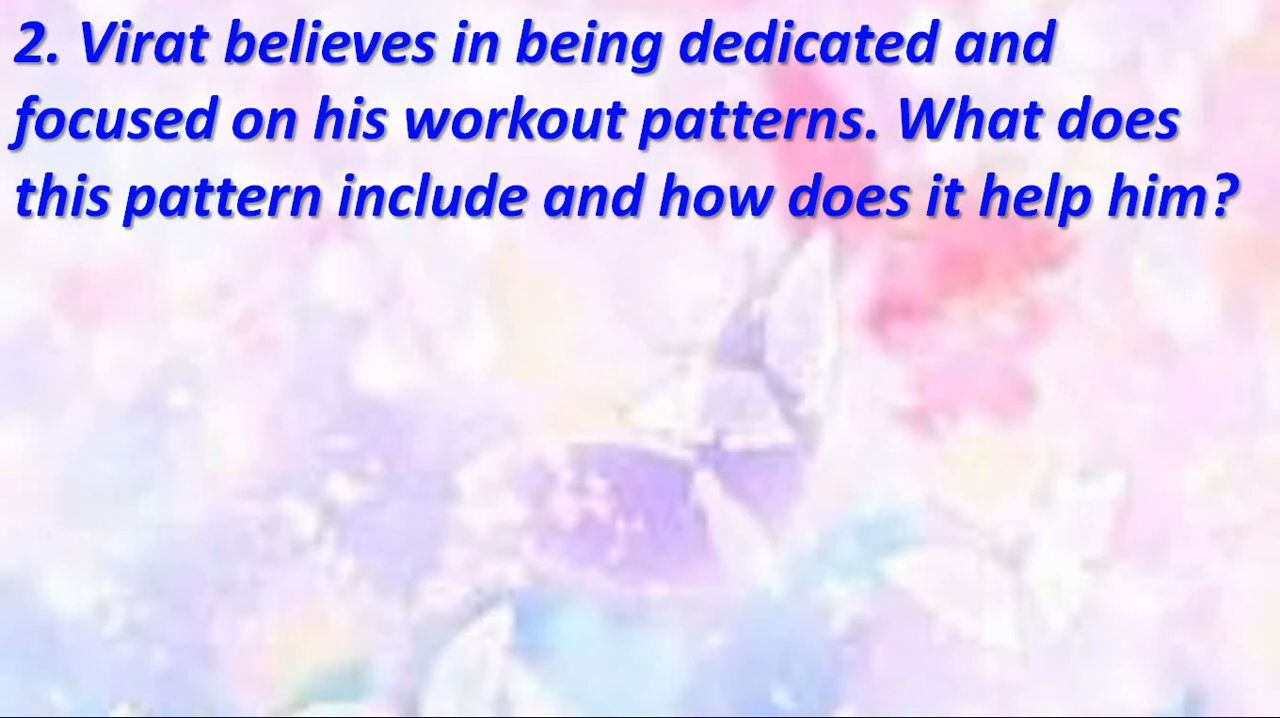 2. Virat believes in being dedicated and
focused on his workout patterns. What does
this pattern include and how does it help him?